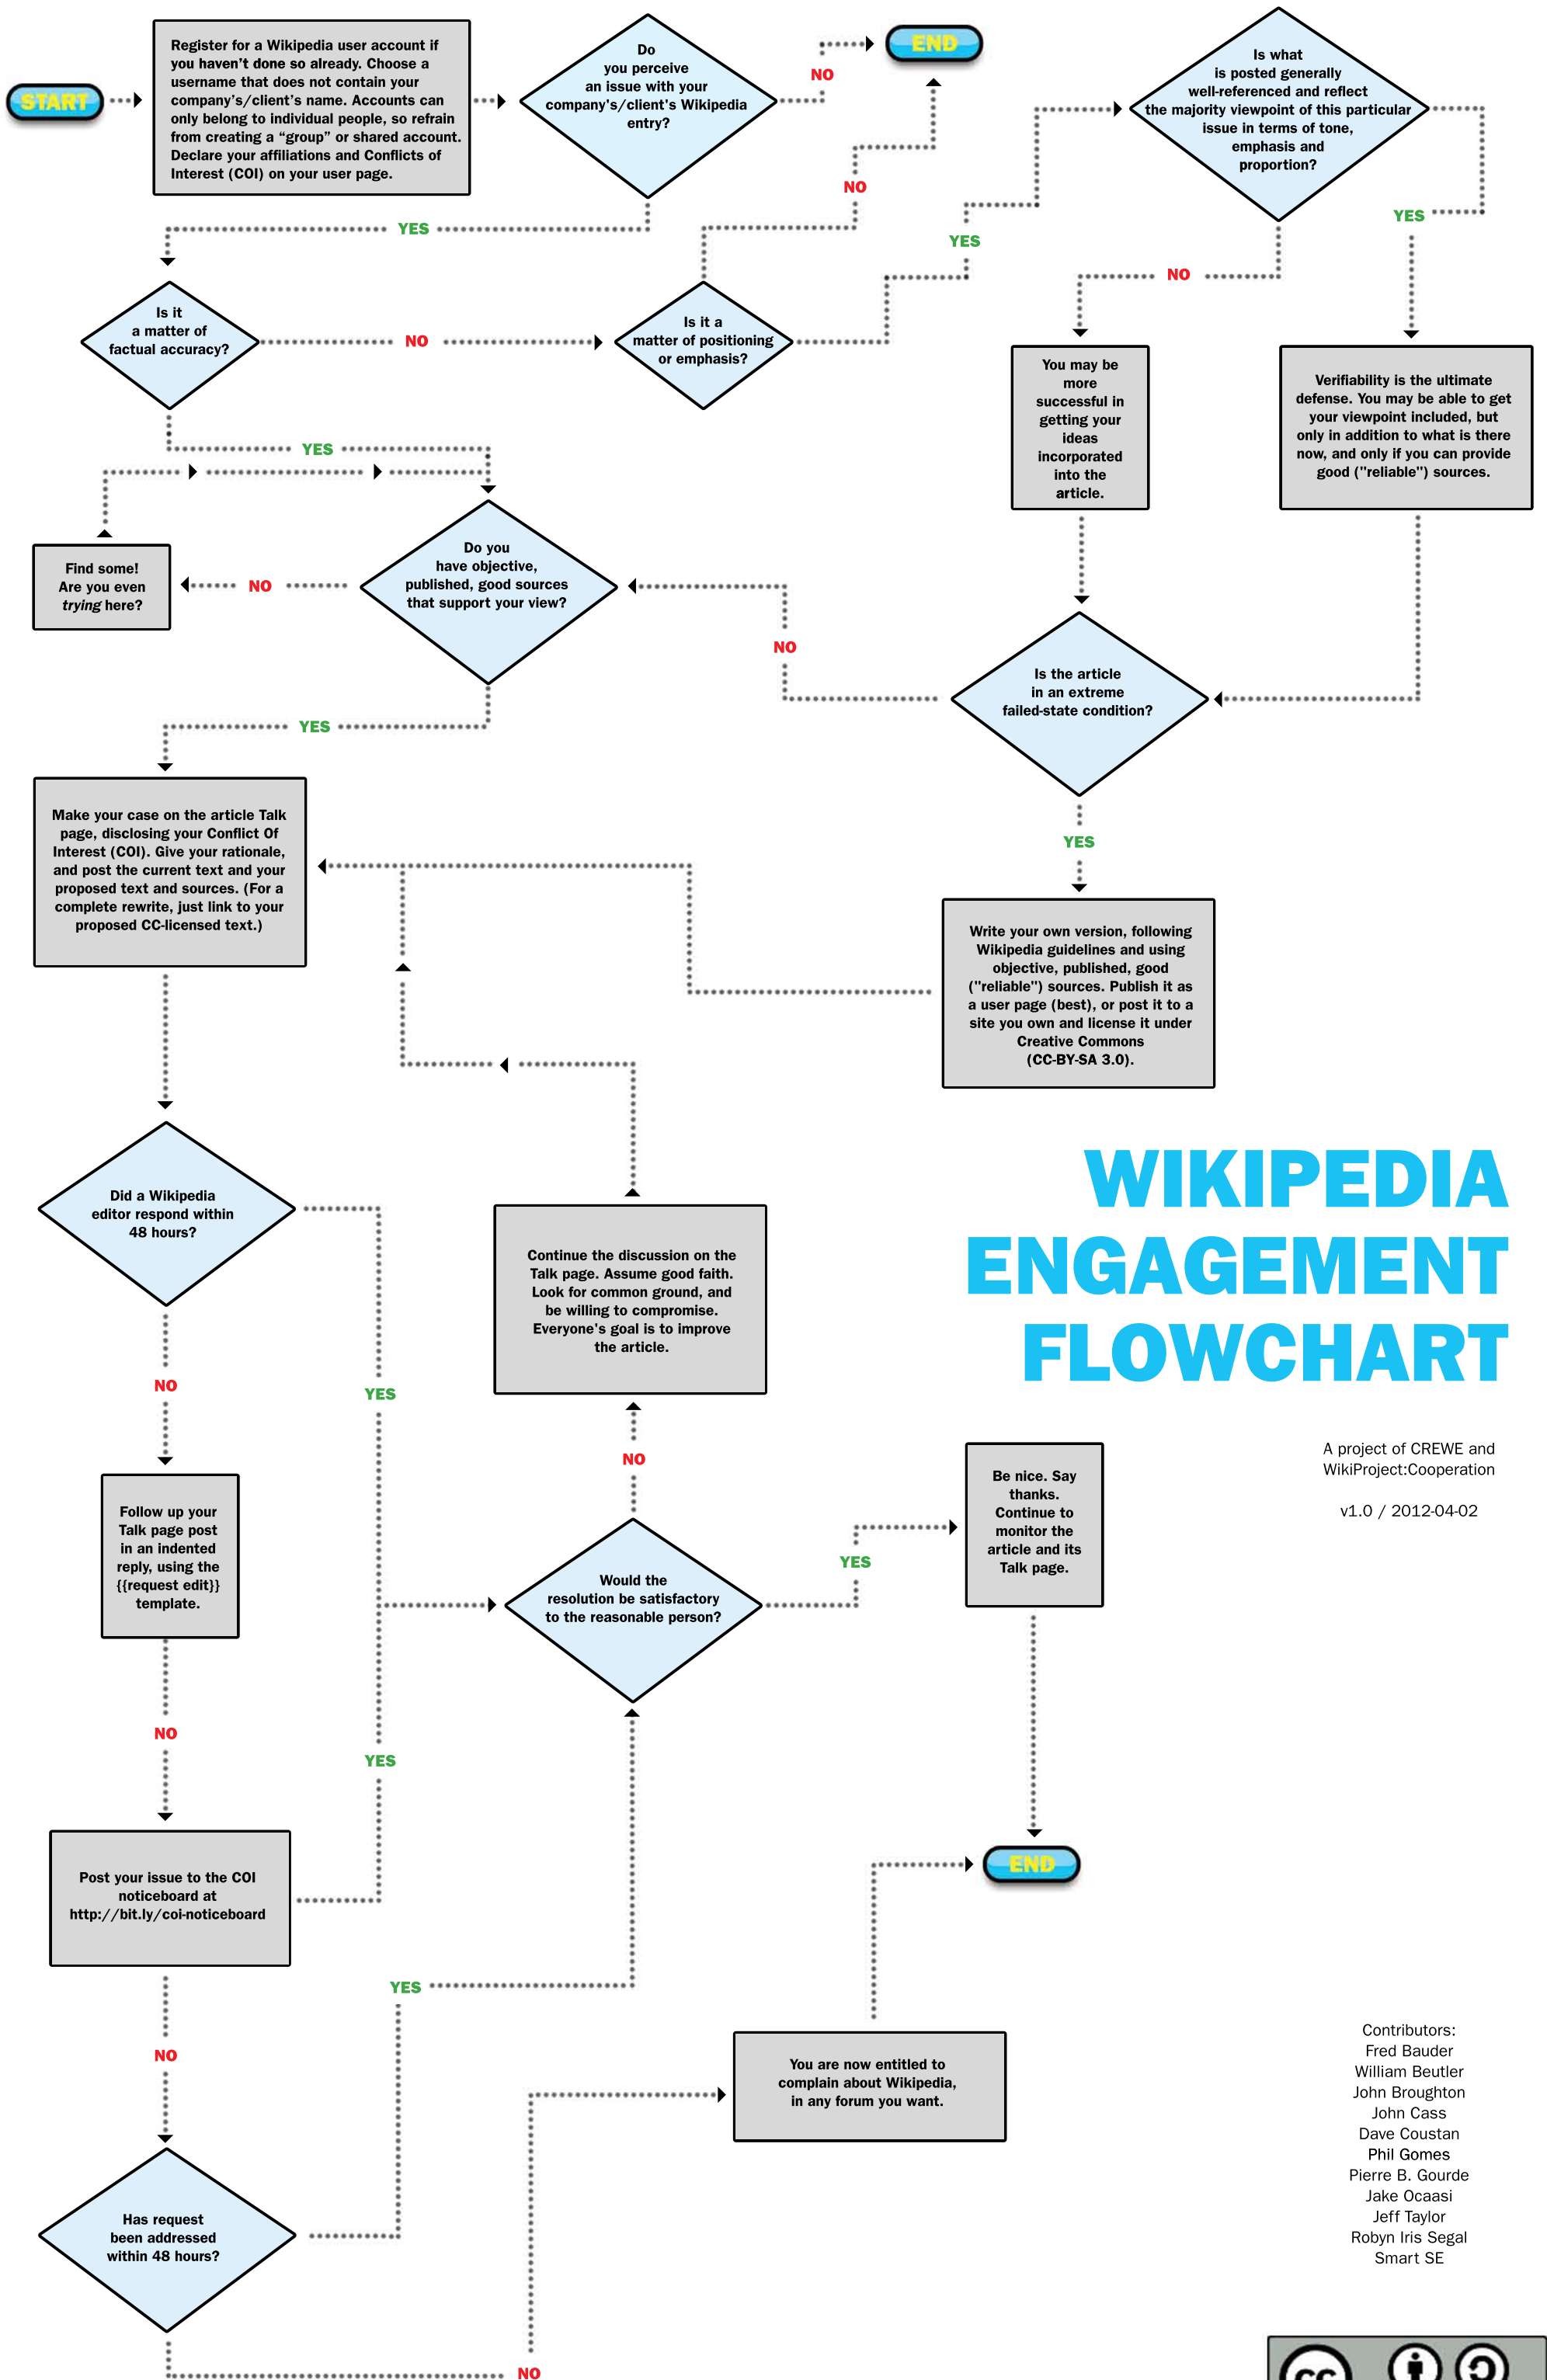 START
Register for a Wikipedia user account if
you haven't done so already. Choose a
username that does not contain your
company's/client's name. Accounts can
only belong to individual people, so refrain
from creating a “group” or shared account.
Declare your affiliations and Conflicts of
Interest (COI) on your user page.
Do
you perceive
an issue with your
company's/client's Wikipedia
entry?
NO
END
YES
Is it
a matter of
factual accuracy?
NO
Is it a
matter of positioning
or emphasis?
NO
YES
Is what
is posted generally
well-referenced and reflect
the majority viewpoint of this particular
issue in terms of tone,
emphasis and
proportion?
NO
YES
You may be
more
successful in
getting your
ideas
incorporated
into the
article.
Verifiability is the ultimate
defense. You may be able to get
your viewpoint included, but
only in addition to what is there
now, and only if you can provide
good ("reliable") sources.
YES
Find some!
Are you even
trying here?
NO
Do you
have objective,
published, good sources
that support your view?
NO
Is the article
in an extreme
failed-state condition?
YES
YES
Make your case on the article Talk
page, disclosing your Conflict Of
Interest (COI). Give your rationale,
and post the current text and your
proposed text and sources. (For a
complete rewrite, just link to your
proposed CC-licensed text.)
Write your own version, following
Wikipedia guidelines and using
objective, published, good
("reliable") sources. Publish it as
a user page (best), or post it to a
site you own and license it under
Creative Commons
(CC-BY-SA 3.0).
WIKIPEDIA
ENGAGEMENT
FLOWCHART
A project of CREWE and
WikiProject:Cooperation
v1.0 / 2012-04-02
Did a Wikipedia
editor respond within
48 hours?
NO
YES
Continue the discussion on the
Talk page. Assume good faith.
Look for common ground, and
be willing to compromise.
Everyone's goal is to improve
the article.
NO
Follow up your
Talk page post
in an indented
reply, using the
{{request edit}}
template.
Would the
resolution be satisfactory
to the reasonable person?
YES
Be nice. Say
thanks.
Continue to
monitor the
article and its
Talk page.
NO
YES
Post your issue to the COI
noticeboard at
http://bit.ly/coi-noticeboard
END
NO
YES
You are now entitled to
complain about Wikipedia,
in any forum you want.
Has request
been addressed
within 48 hours?
NO
Contributors:
Fred Bauder
William Beutler
John Broughton
John Cass
Dave Coustan
Phil Gomes
Pierre B. Gourde
Jake Ocaasi
Jeff Taylor
Robyn Iris Segal
Smart SE
cc